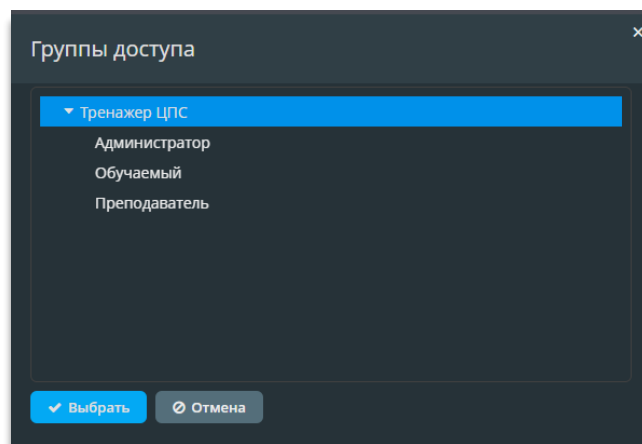 Группы доступа
Тренажер ЦПС
Администратор
Обучаемый
Преподаватель
Выбрать
Отмена